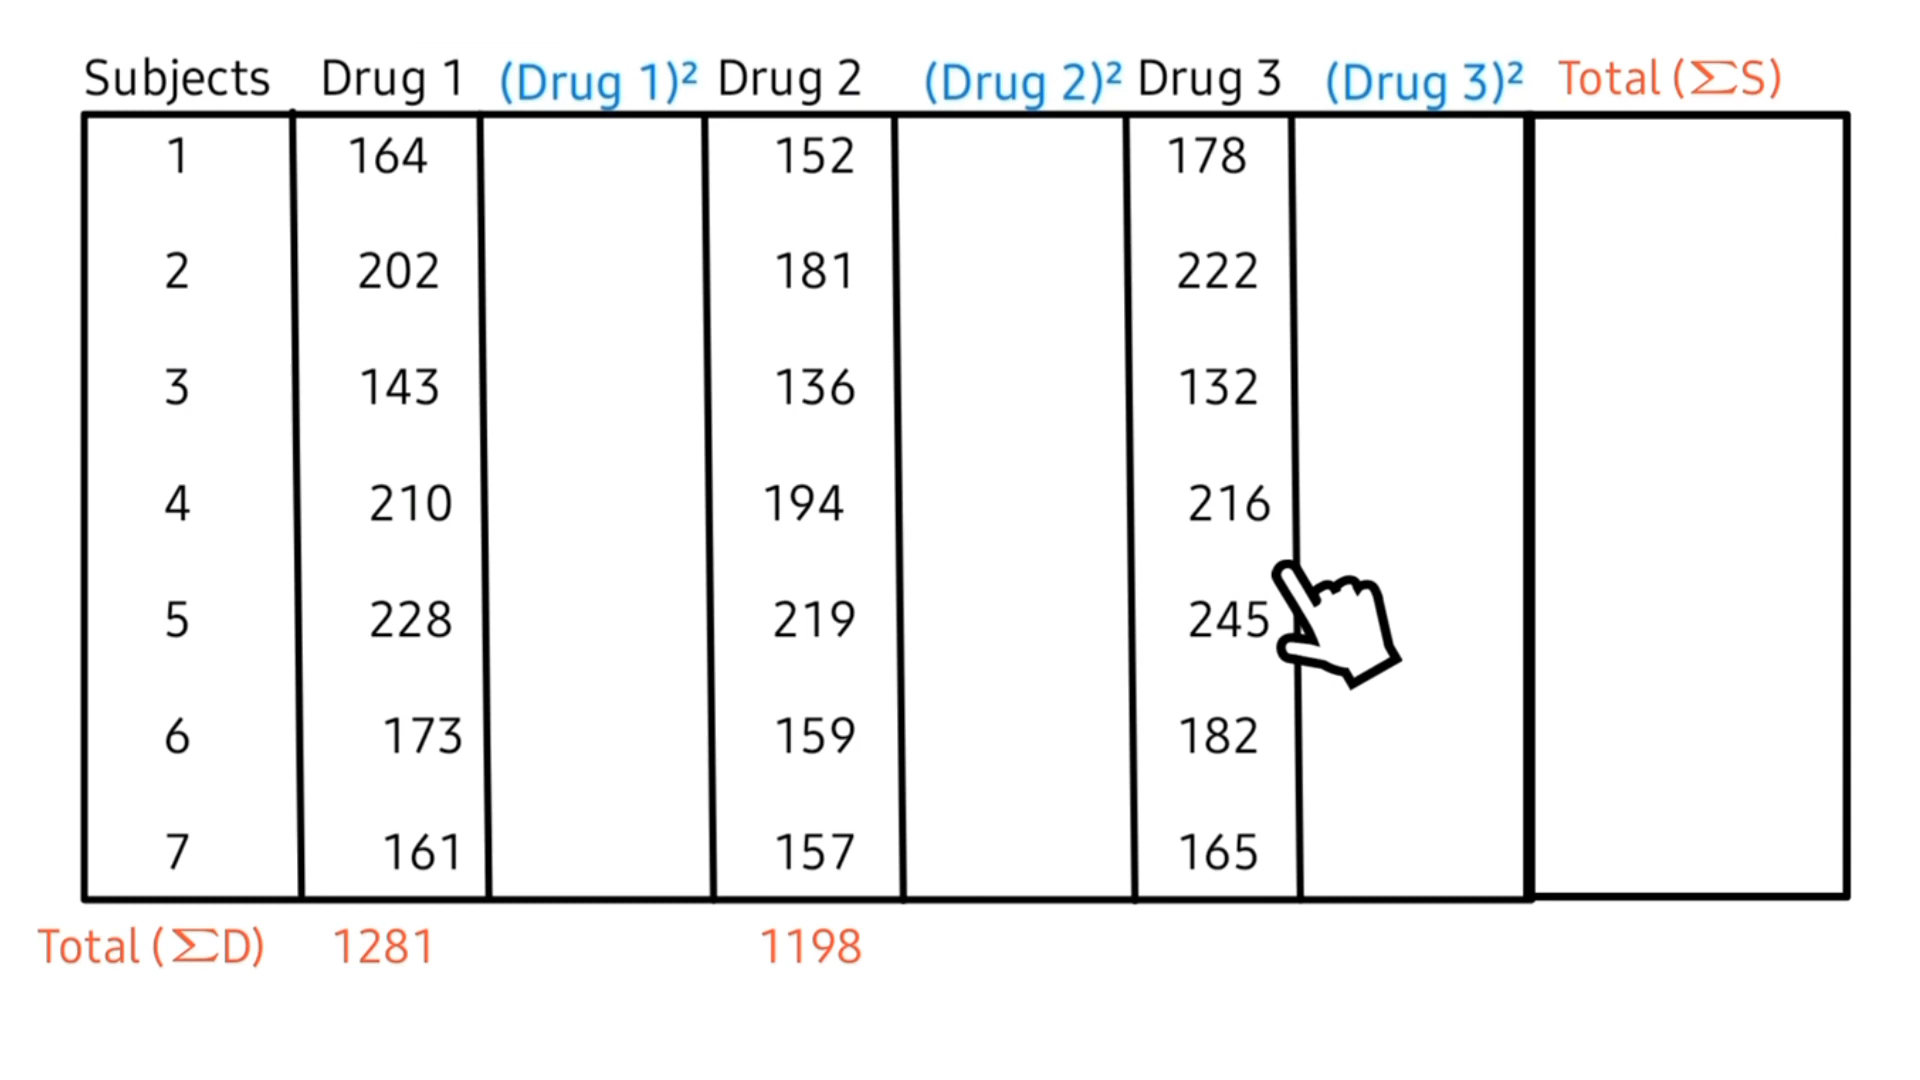 Subjects Drug 1 (Drug 1)² Drug 2 (Drug 2)² Drug 3 (Drug 3)² Total (∑S)
1 164 152 178
2 202 181 222
3 143 136 132
4 210 194 216
5 228 219 245
6 173 159 182
7 161 157 165
Total (∑D) 1281 1198